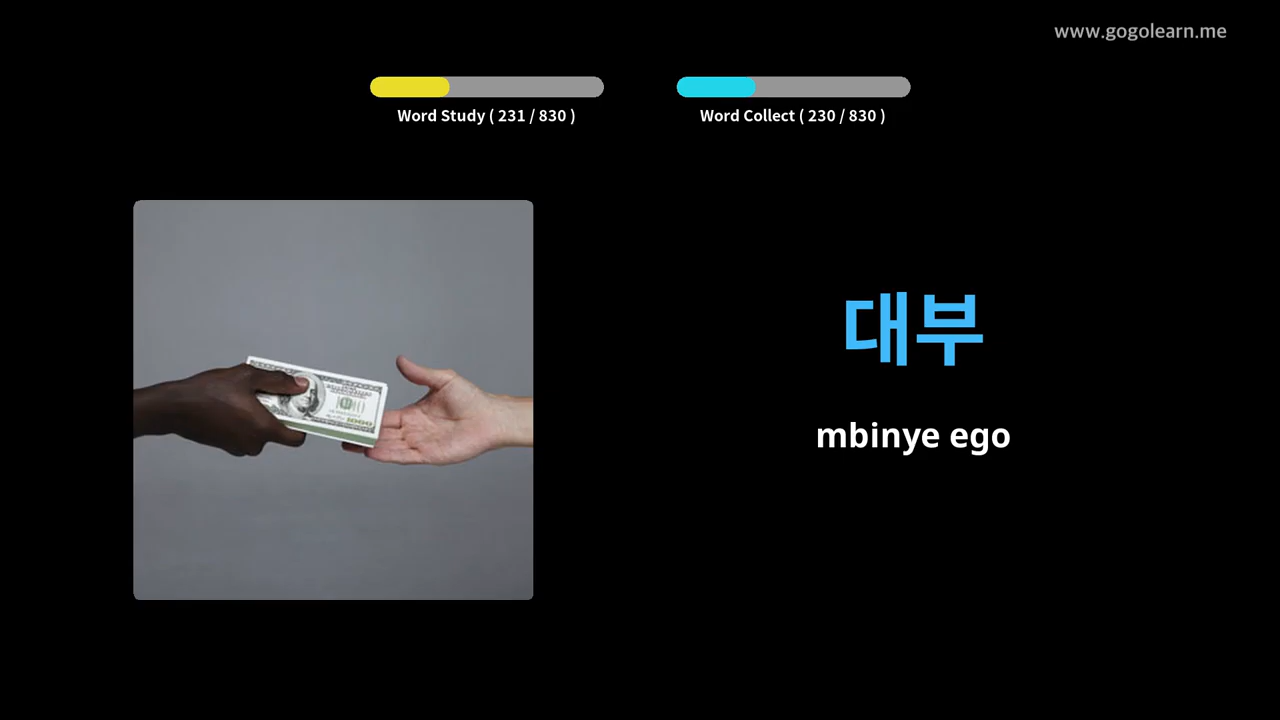 www.gogolearn.me
Word Study ( 231 / 830 )
Word Collect ( 230 / 830 )
대부
mbinye ego